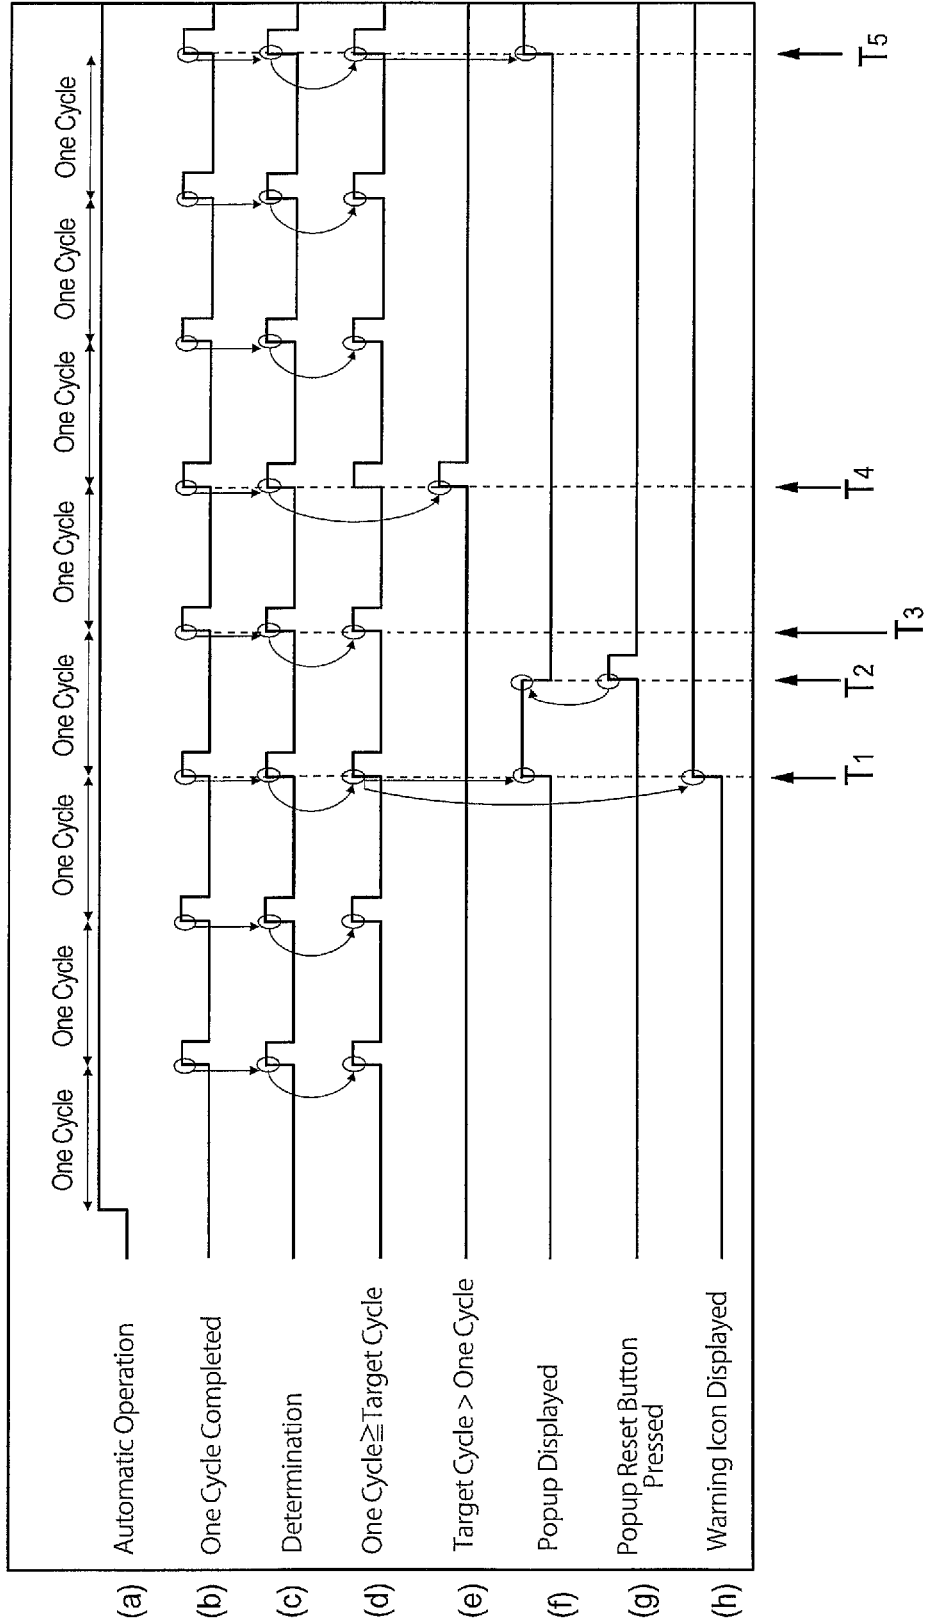 One Cycle One Cycle One Cycle One Cycle One Cycle One Cycle One Cycle One Cycle
(a) Automatic Operation
(b) One Cycle Completed
(c) Determination
(d) One Cycle≧Target Cycle
(e) Target Cycle > One Cycle
(f) Popup Displayed
(g) Popup Reset Button
Pressed
(h) Warning Icon Displayed
T1 T2 T3 T4 T5